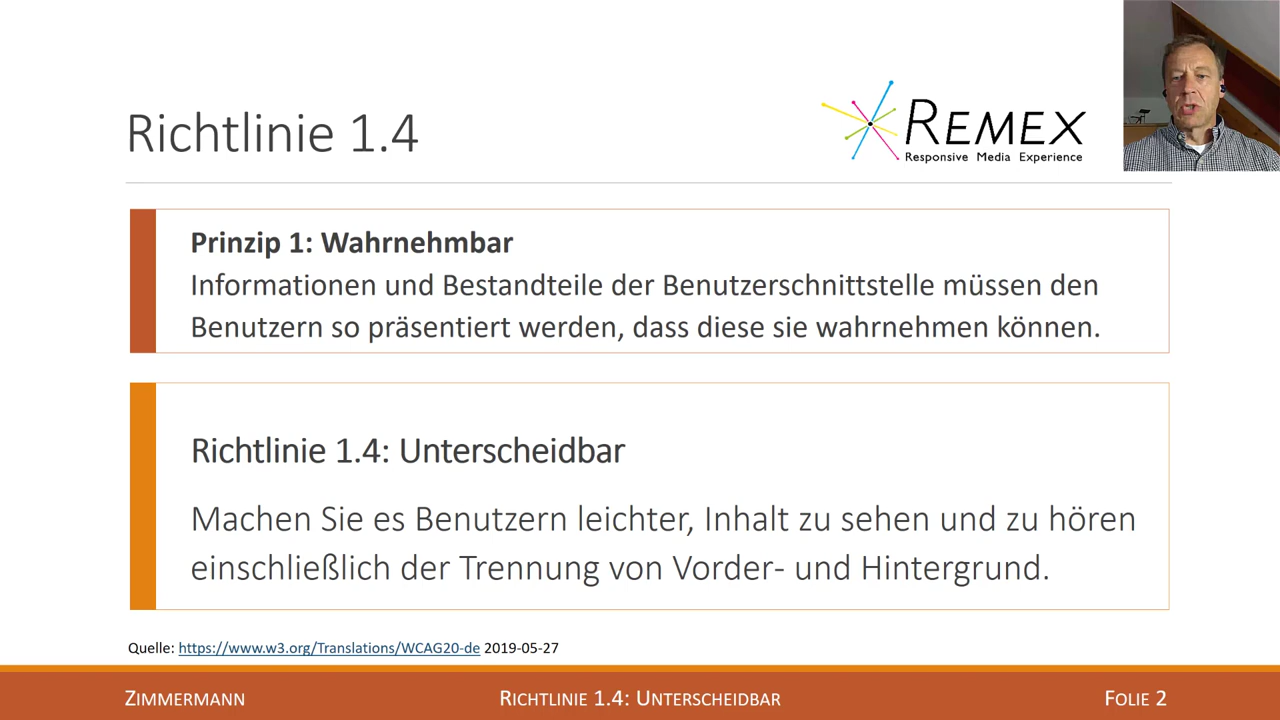 Richtlinie 1.4
REMEX
Responsive Media Experience
Prinzip 1: Wahrnehmbar
Informationen und Bestandteile der Benutzerschnittstelle müssen den
Benutzern so präsentiert werden, dass diese sie wahrnehmen können.
Richtlinie 1.4: Unterscheidbar
Machen Sie es Benutzern leichter, Inhalt zu sehen und zu hören
einschließlich der Trennung von Vorder- und Hintergrund.
Quelle: https://www.w3.org/Translations/WCAG20-de 2019-05-27
ZIMMERMANN
RICHTLINIE 1.4: UNTERSCHEIDBAR
FOLIE 2